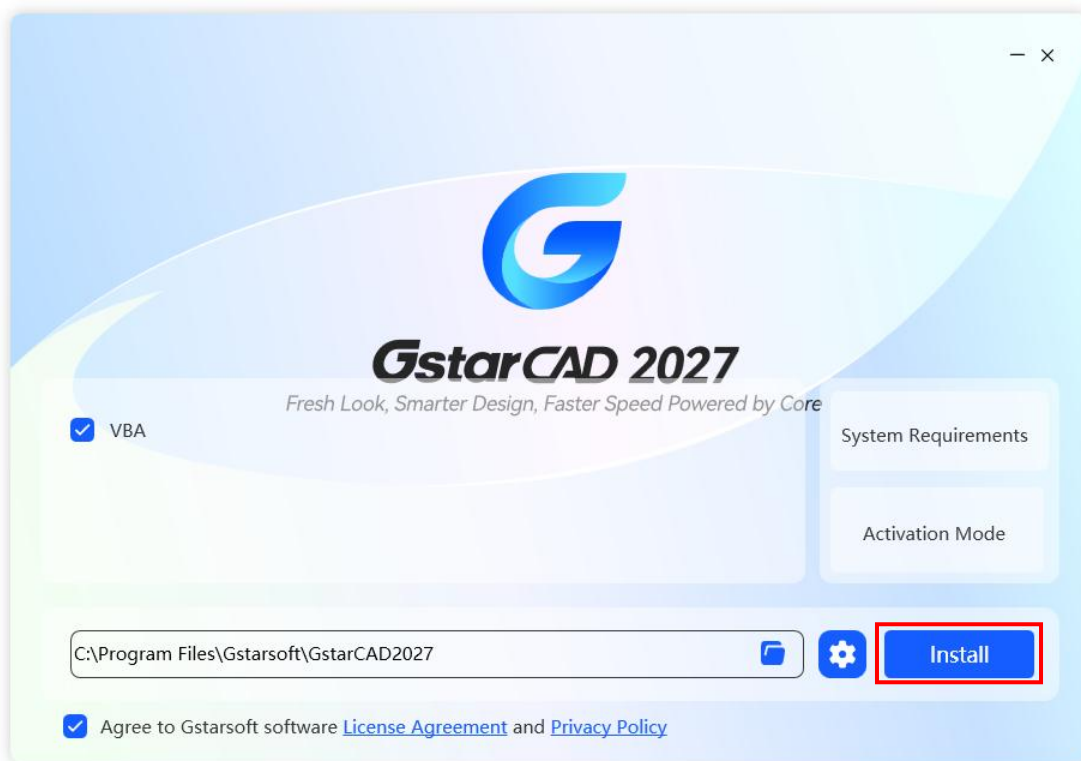 GstarCAD 2027
Fresh Look, Smarter Design, Faster Speed Powered by Core
VBA
System Requirements
Activation Mode
C:\Program Files\Gstarsoft\GstarCAD2027
Install
Agree to Gstarsoft software License Agreement and Privacy Policy